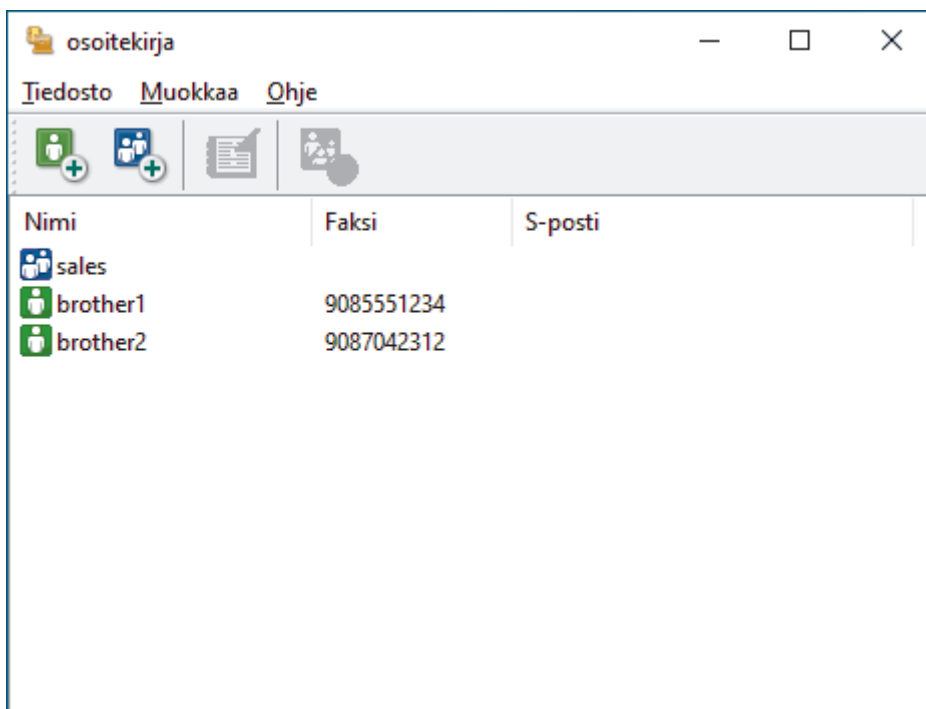 osoitekirja
Tiedosto Muokkaa Ohje
Nimi Faksi S-posti
sales
brother1 9085551234
brother2 9087042312